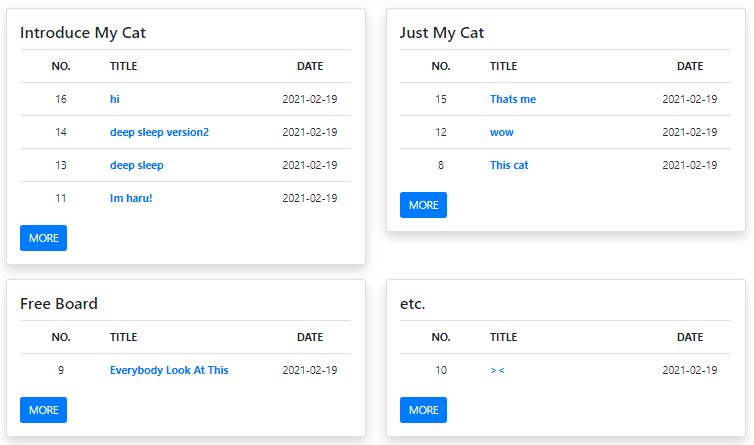 Introduce My Cat
NO. TITLE DATE
16 hi 2021-02-19
14 deep sleep version2 2021-02-19
13 deep sleep 2021-02-19
11 Im haru! 2021-02-19
MORE
Just My Cat
NO. TITLE DATE
15 Thats me 2021-02-19
12 wow 2021-02-19
8 This cat 2021-02-19
MORE
Free Board
NO. TITLE DATE
9 Everybody Look At This 2021-02-19
MORE
etc.
NO. TITLE DATE
10 > < 2021-02-19
MORE